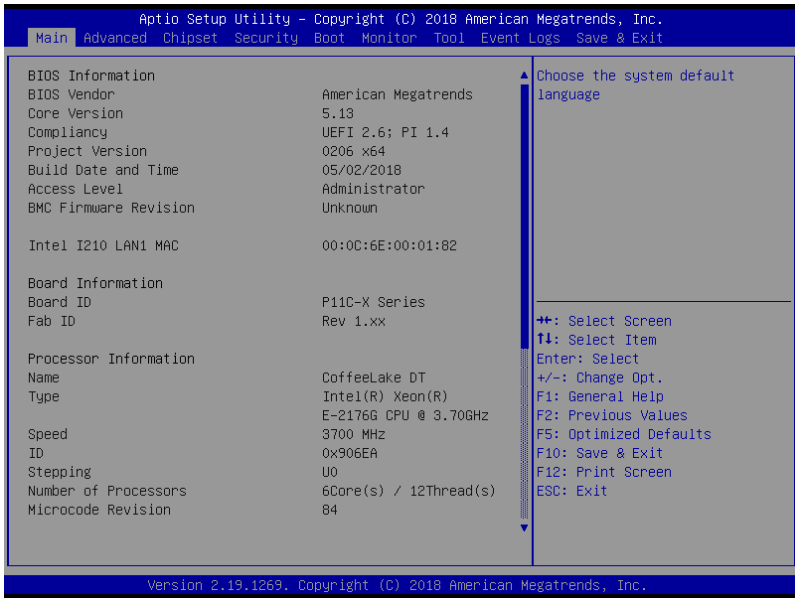 Aptio Setup Utility – Copyright (C) 2018 American Megatrends, Inc.
Main Advanced Chipset Security Boot Monitor Tool Event Logs Save & Exit
BIOS Information
BIOS Vendor American Megatrends
Core Version 5.13
Compliancy UEFI 2.6; PI 1.4
Project Version 0206 x64
Build Date and Time 05/02/2018
Access Level Administrator
BMC Firmware Revision Unknown
Intel I210 LAN1 MAC 00:0C:6E:00:01:82
Board Information
Board ID P11C-X Series
Fab ID Rev 1.xx
Processor Information
Name CoffeeLake DT
Type Intel(R) Xeon(R)
E-2176G CPU @ 3.70GHz
Speed 3700 MHz
ID 0x906EA
Stepping U0
Number of Processors 6Core(s) / 12Thread(s)
Microcode Revision 84
Choose the system default
language
→←: Select Screen
↑↓: Select Item
Enter: Select
+/-: Change Opt.
F1: General Help
F2: Previous Values
F5: Optimized Defaults
F10: Save & Exit
F12: Print Screen
ESC: Exit
Version 2.19.1269. Copyright (C) 2018 American Megatrends, Inc.